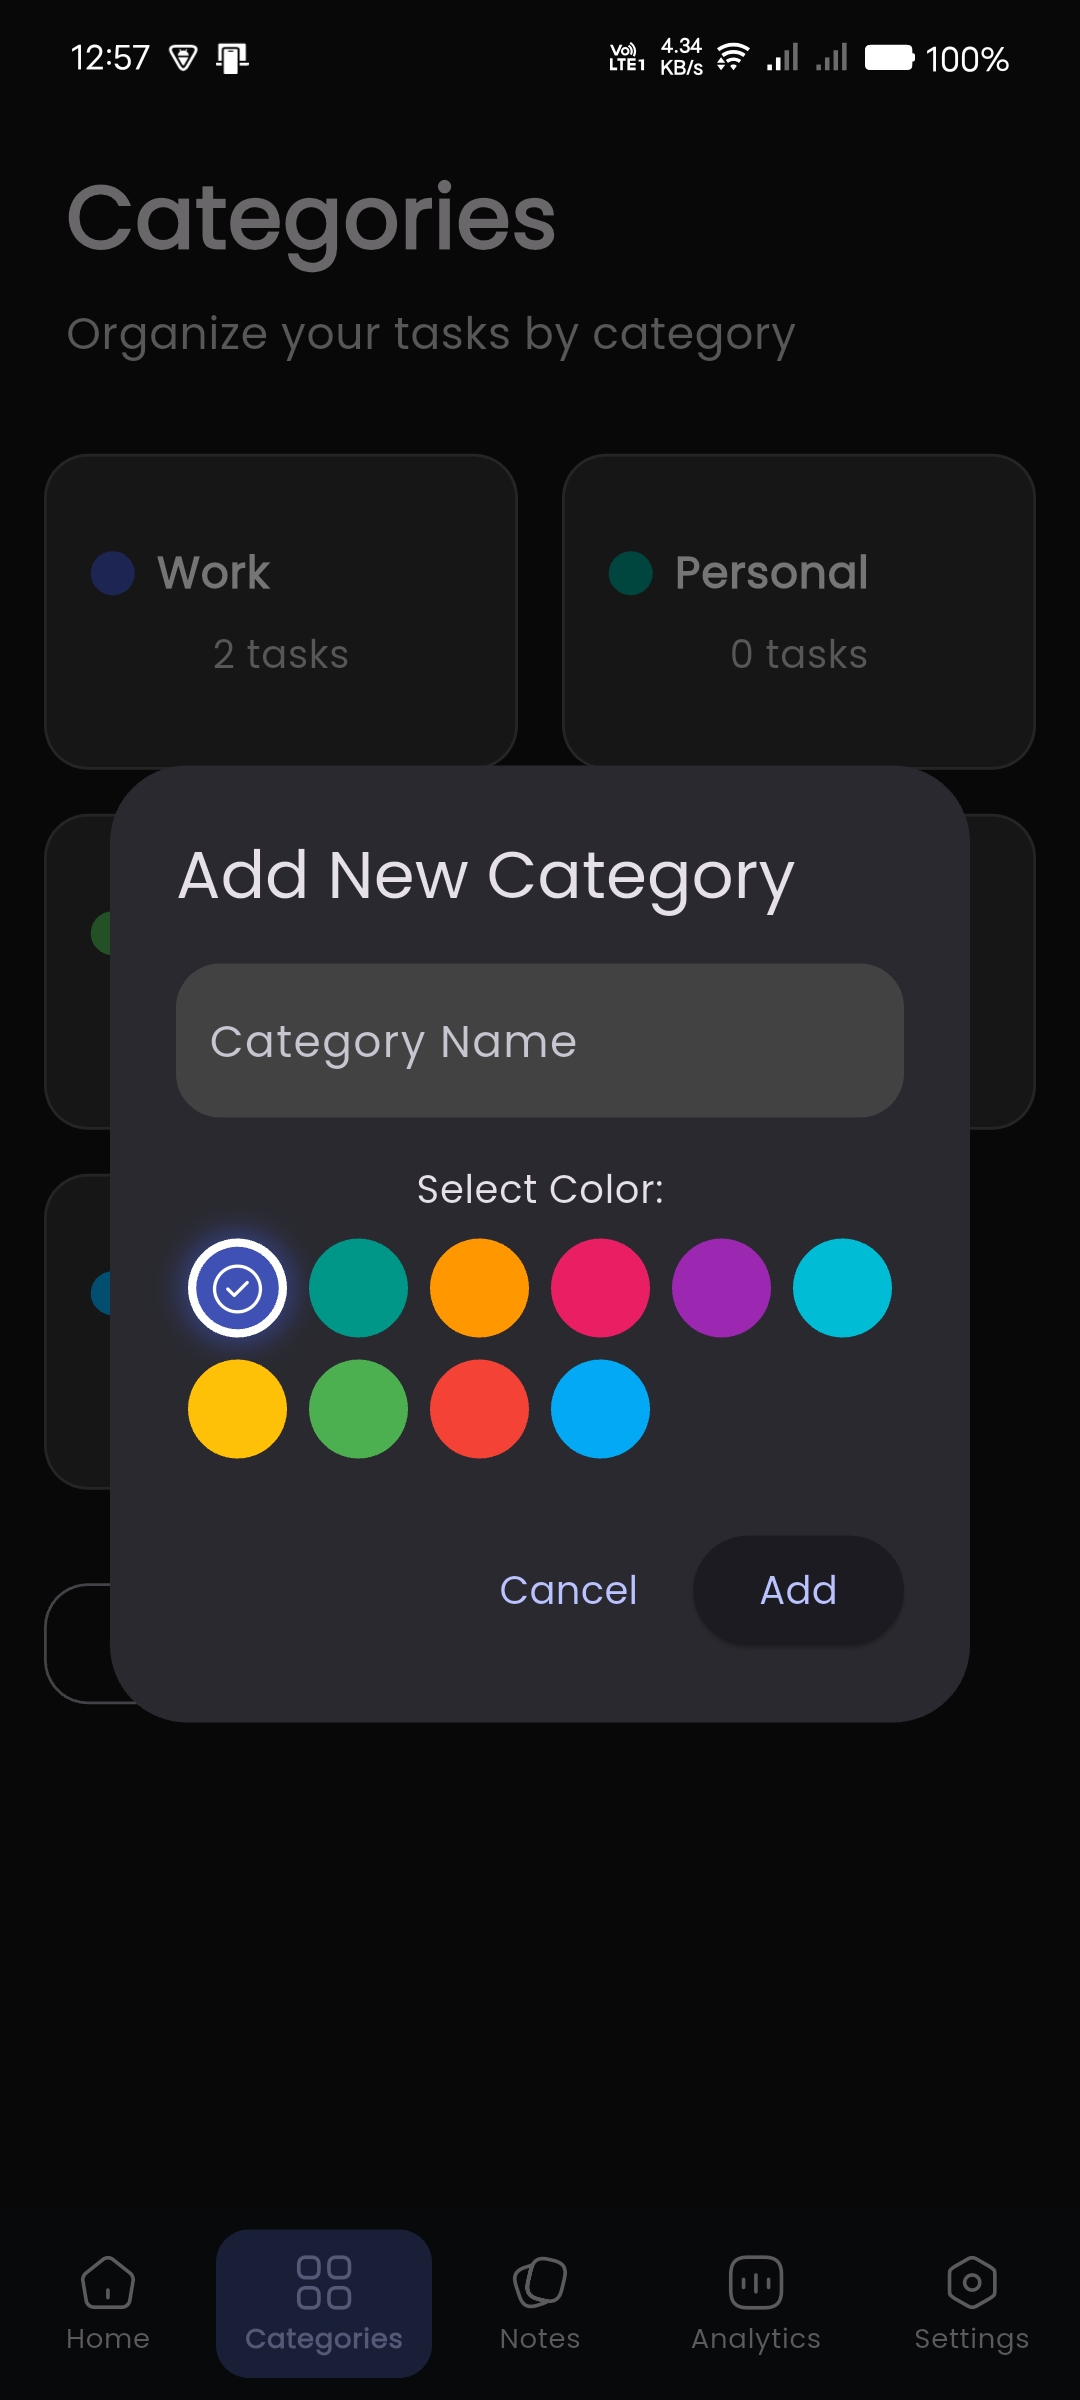 12:57
Vo) LTE1
4.34 KB/s
100%
Categories
Organize your tasks by category
Work
2 tasks
Personal
0 tasks
Add New Category
Category Name
Select Color:
Cancel
Add
Home
Categories
Notes
Analytics
Settings